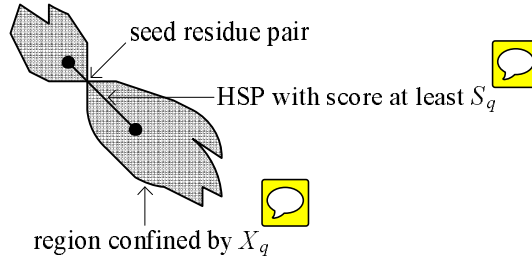 seed residue pair
HSP with score at least S_q
region confined by X_q